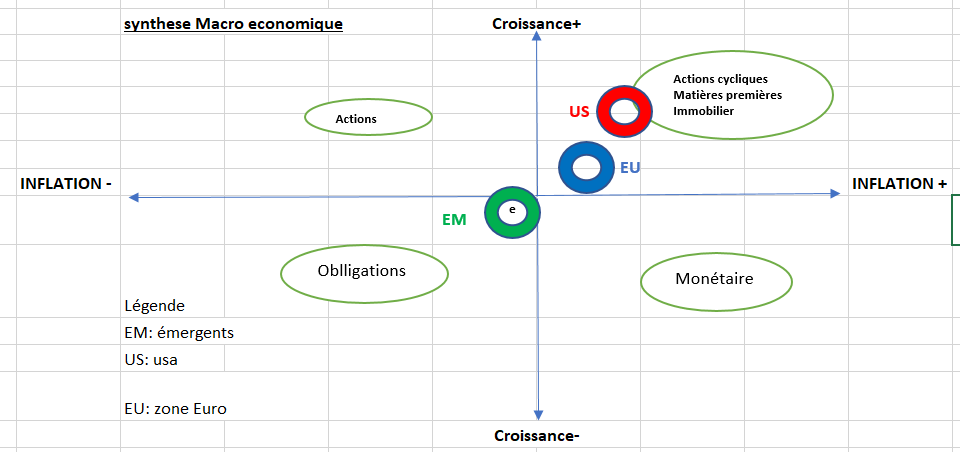 synthese Macro economique
Croissance+
Actions cycliques
Matières premières
Immobilier
US
Actions
EU
INFLATION -
INFLATION +
e
EM
Oblligations
Monétaire
Légende
EM: émergents
US: usa
EU: zone Euro
Croissance-